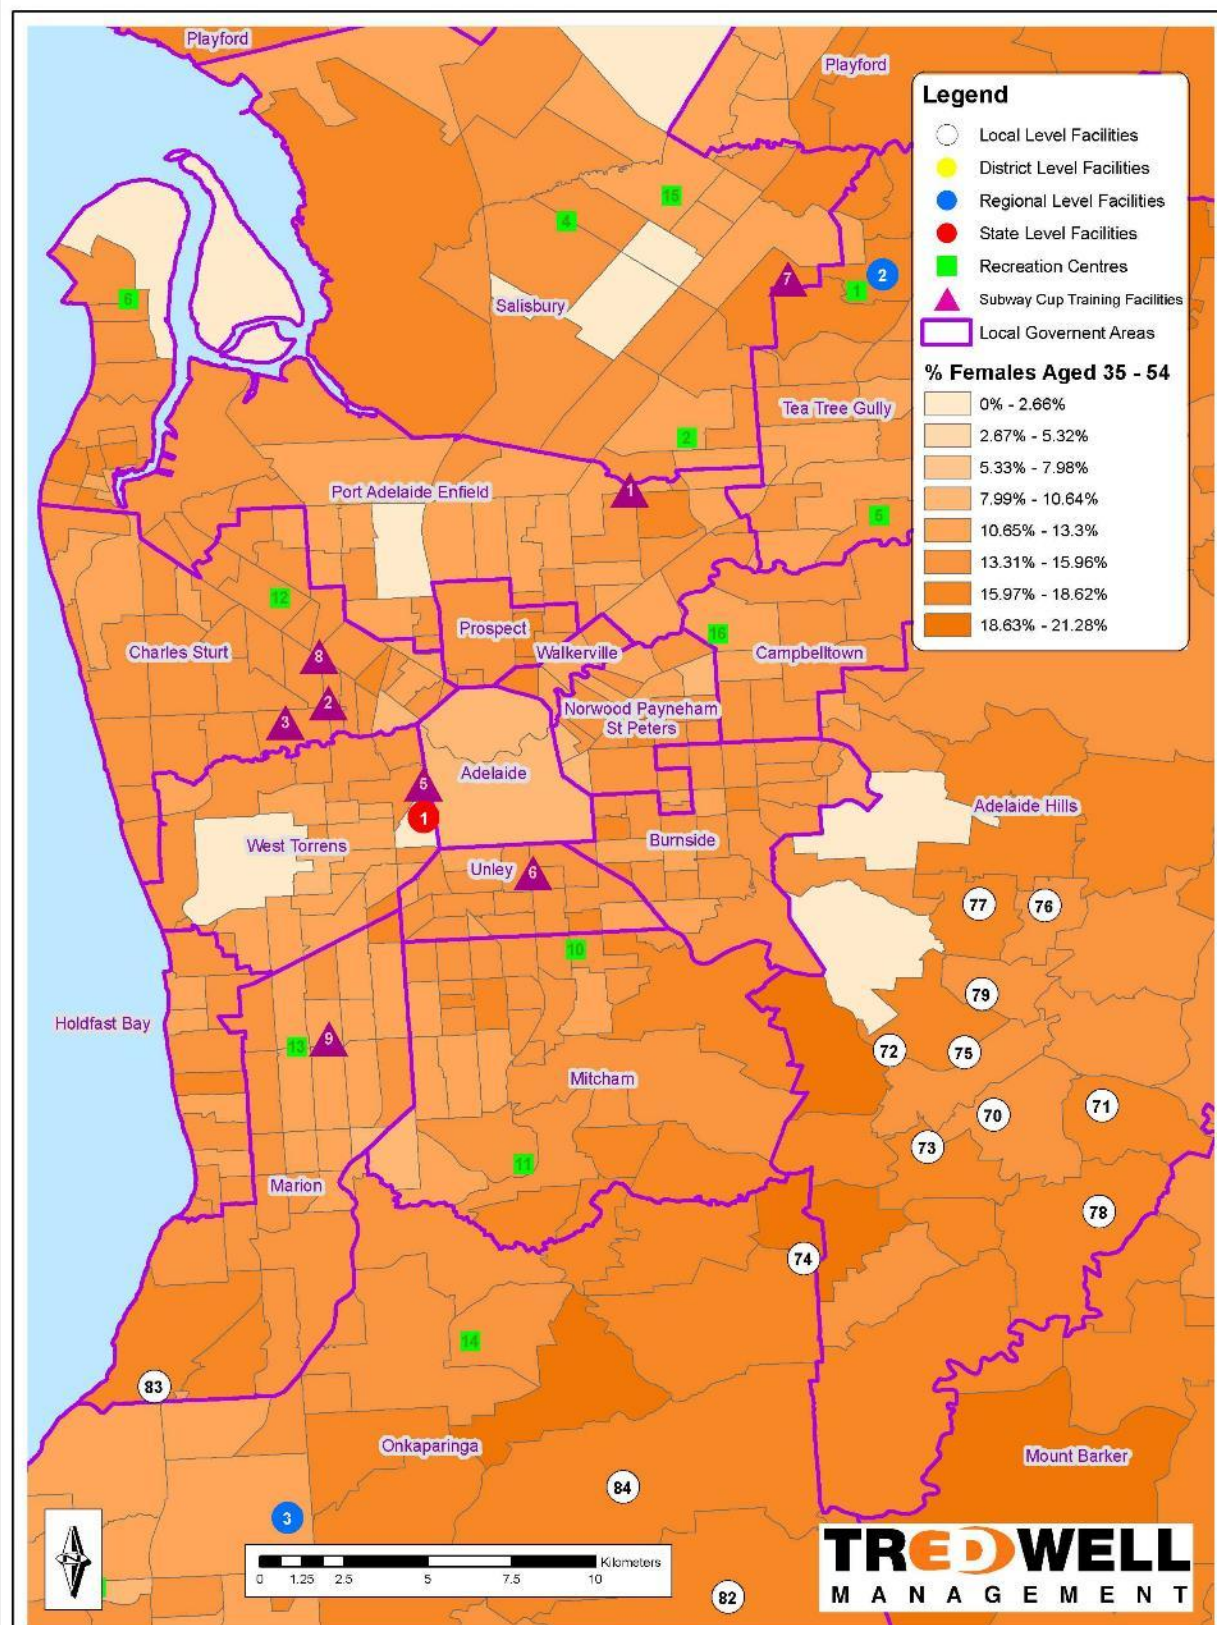 Playford
Playford
Legend
Local Level Facilities
District Level Facilities
Regional Level Facilities
State Level Facilities
Recreation Centres
Subway Cup Training Facilities
Local Governent Areas
% Females Aged 35 - 54
0% - 2.66%
2.67% - 5.32%
5.33% - 7.98%
7.99% - 10.64%
10.65% - 13.3%
13.31% - 15.96%
15.97% - 18.62%
18.63% - 21.28%
15
4
7
2
1
6
Salisbury
Tea Tree Gully
2
Port Adelaide Enfield
1
5
12
Prospect
16
Charles Sturt
8
Walkerville
Campbelltown
2
3
Norwood Payneham
St Peters
Adelaide
5
1
Adelaide Hills
West Torrens
Burnside
Unley
6
77
76
10
79
Holdfast Bay
13
9
72
75
Mitcham
70
71
73
11
Marion
78
74
14
83
Onkaparinga
Mount Barker
84
3
N
Kilometers
0 1.25 2.5 5 7.5 10
82
TREDWELL
MANAGEMENT